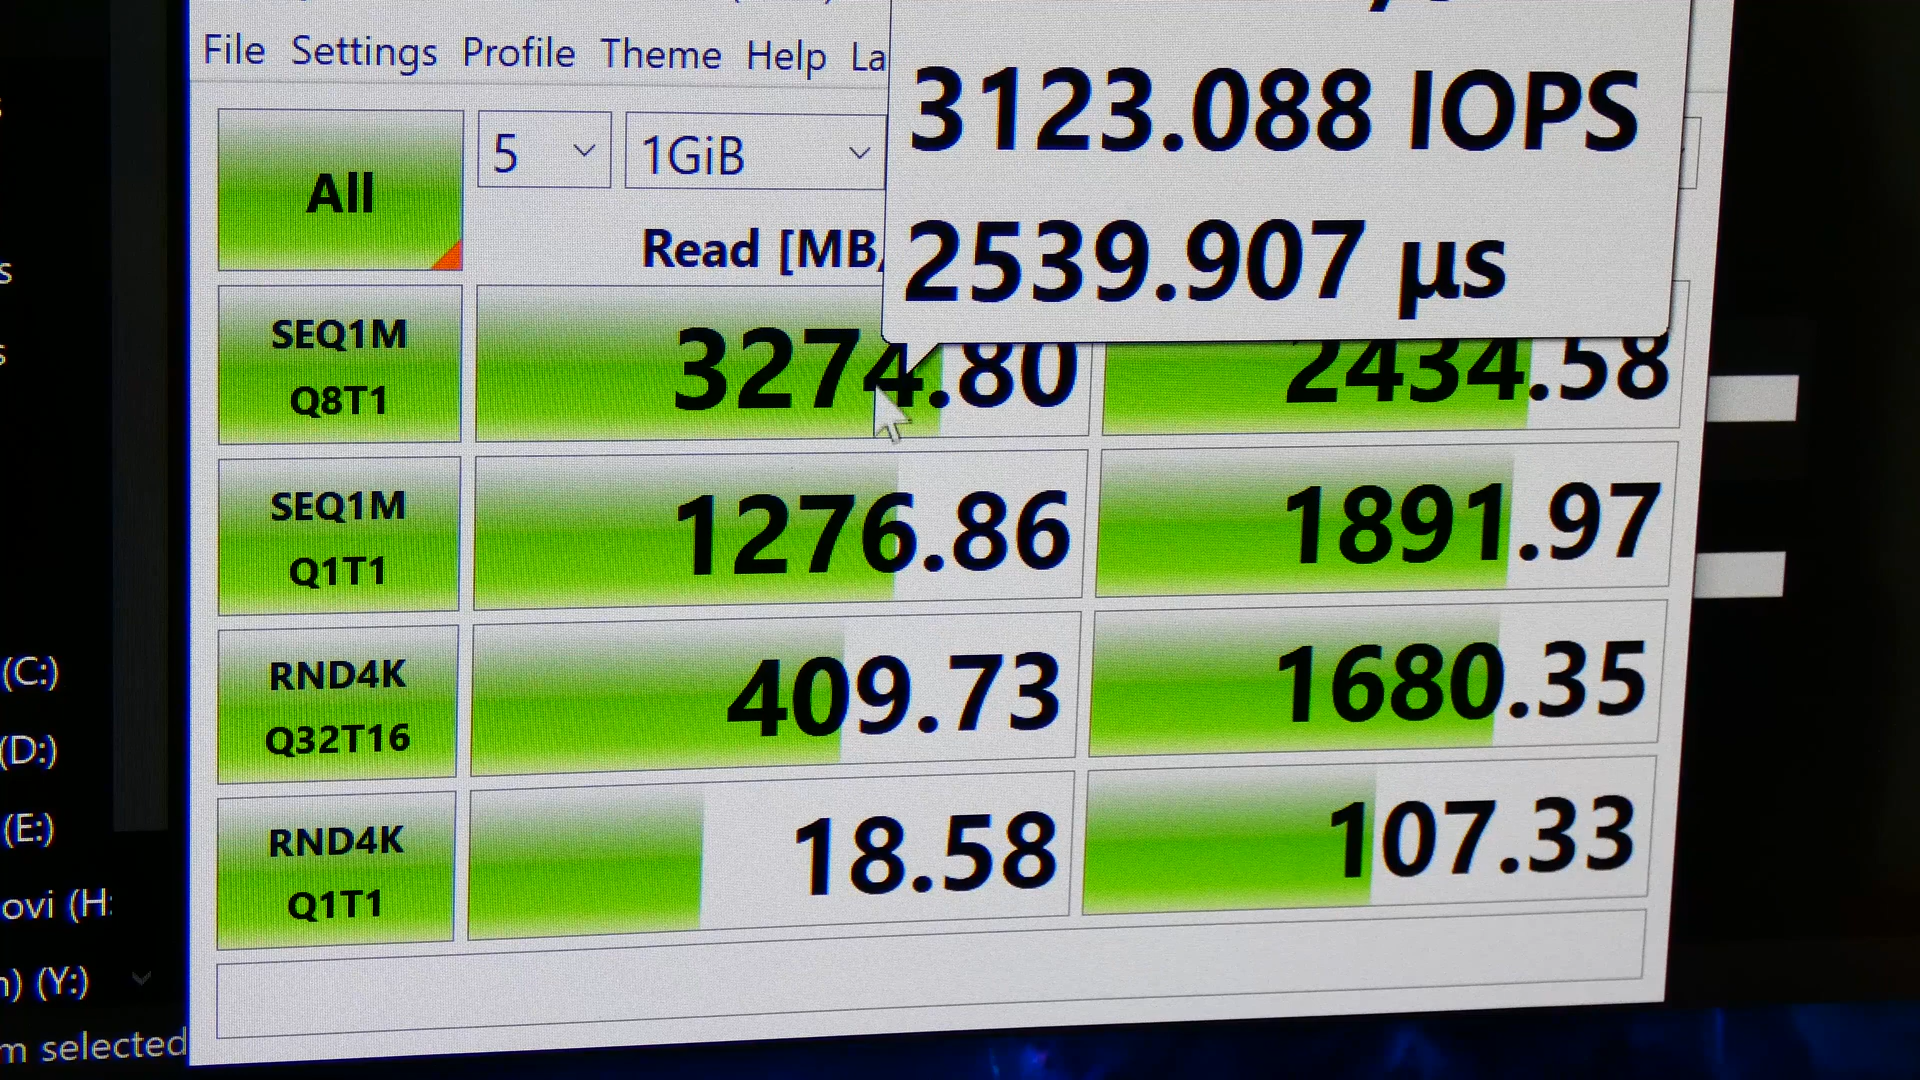 File Settings Profile Theme Help La
3123.088 IOPS
2539.907 μs
All
5
1GiB
Read [MB/
SEQ1M
Q8T1
3274.80
2434.58
SEQ1M
Q1T1
1276.86
1891.97
RND4K
Q32T16
409.73
1680.35
RND4K
Q1T1
18.58
107.33
s
s
(C:)
(D:)
(E:)
ovi (H:
) (Y:)
m selected